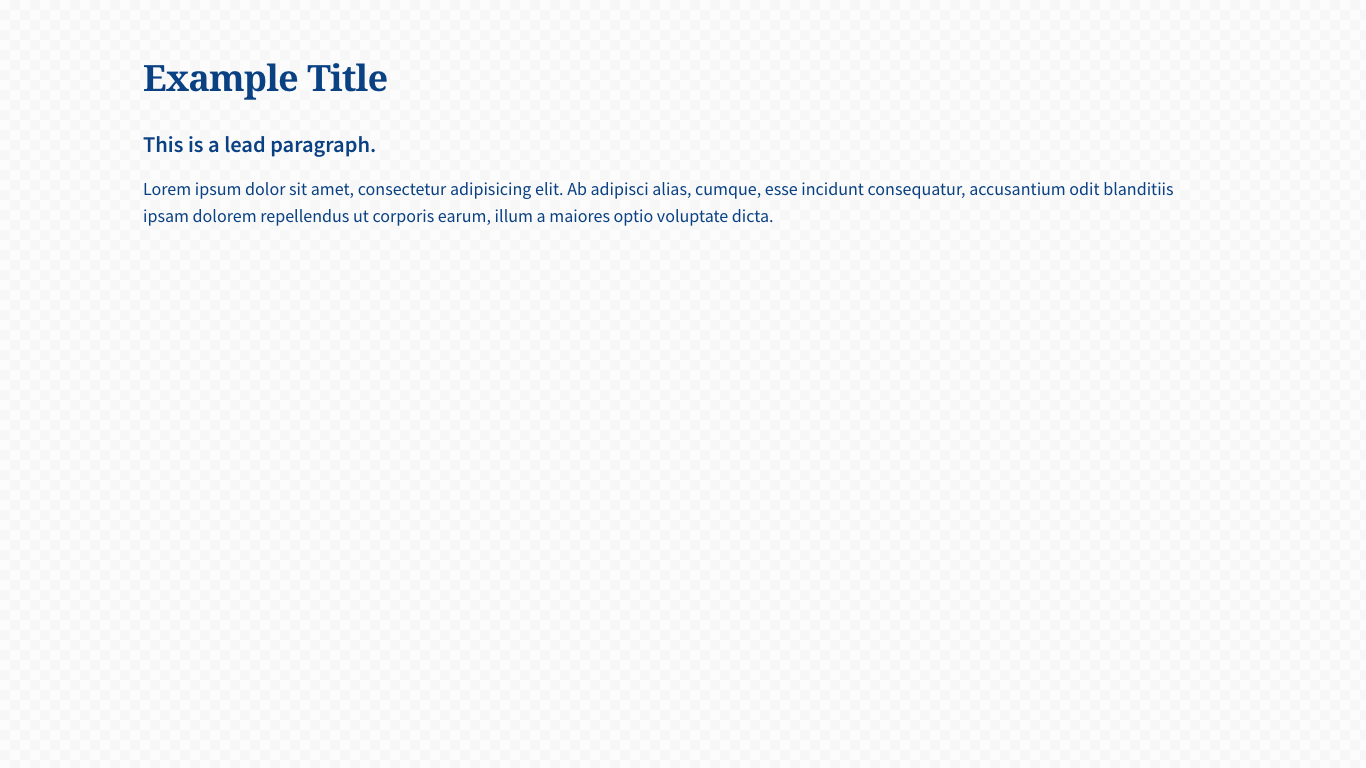 Example Title
This is a lead paragraph.
Lorem ipsum dolor sit amet, consectetur adipisicing elit. Ab adipisci alias, cumque, esse incidunt consequatur, accusantium odit blanditiis
ipsam dolorem repellendus ut corporis earum, illum a maiores optio voluptate dicta.